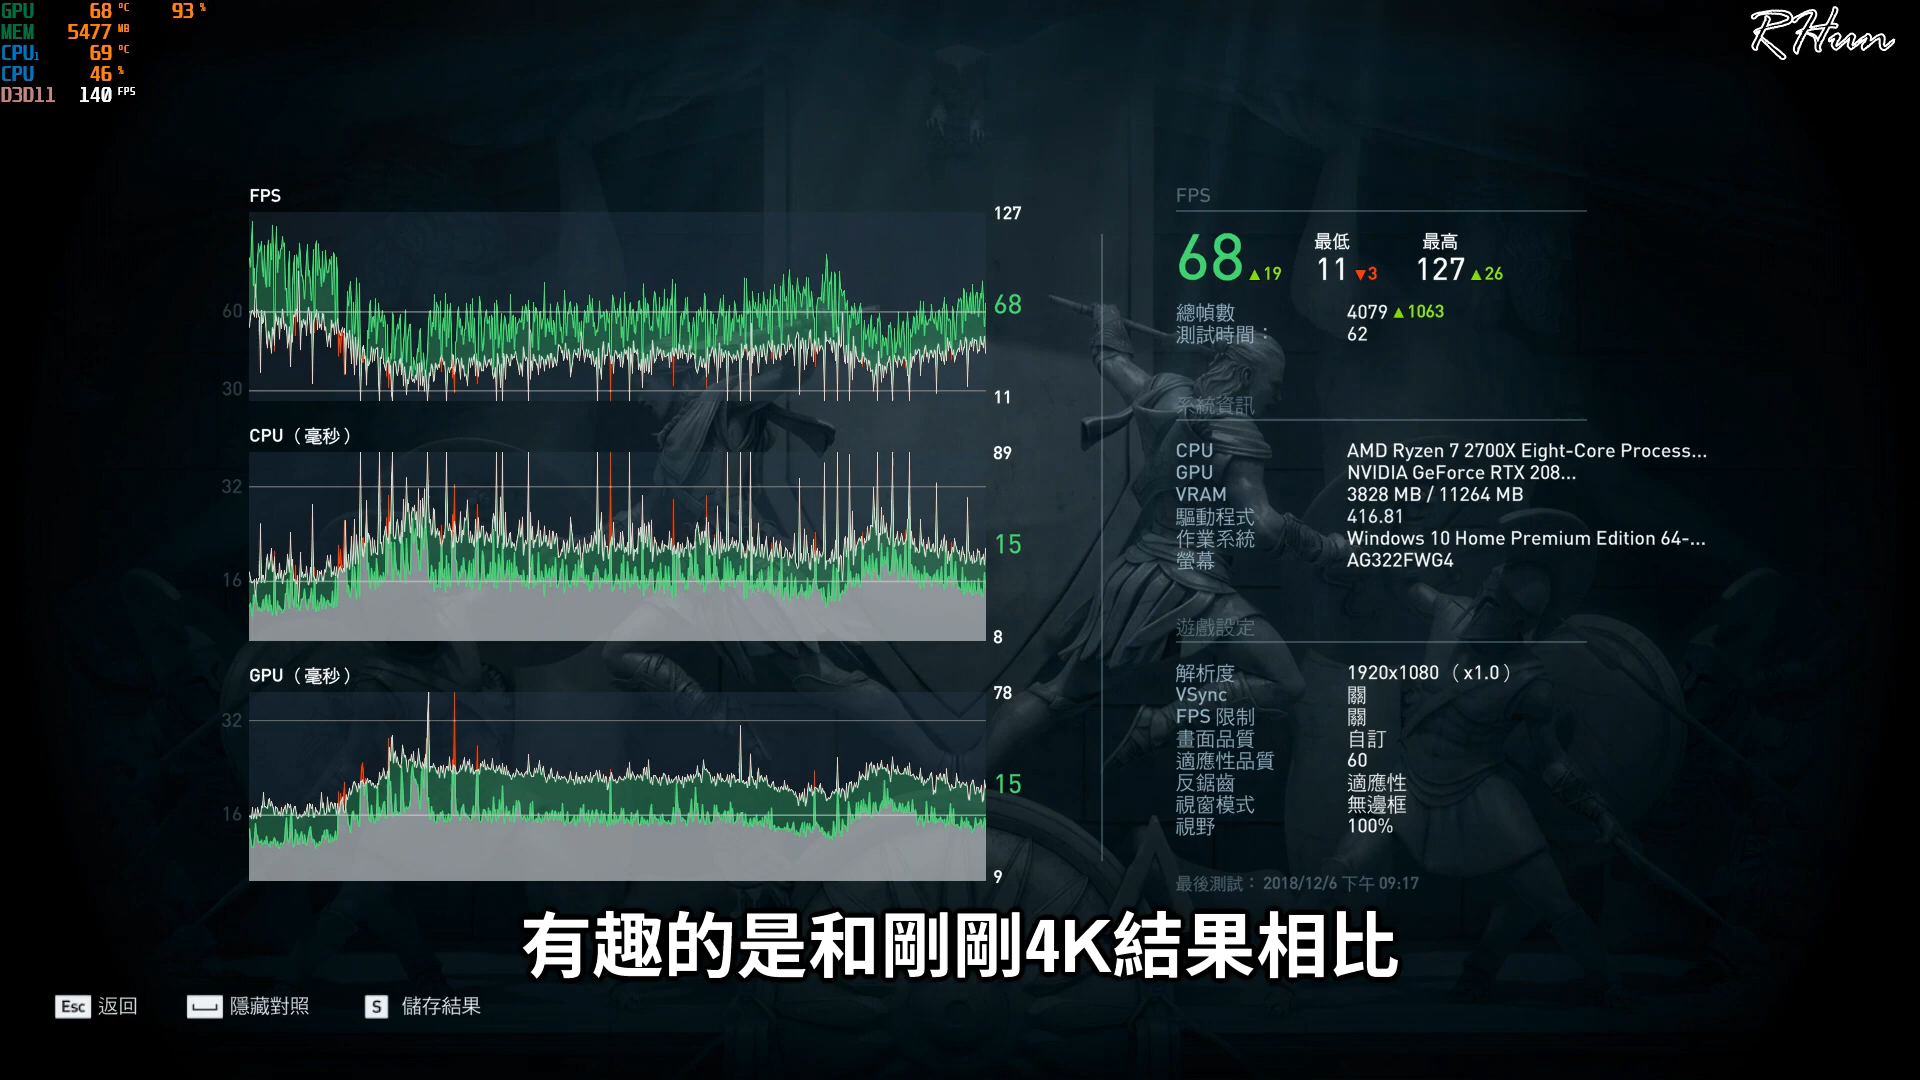 GPU 68 °C 93 %
MEM 5477 MB
CPU1 69 °C
CPU 46 %
D3D11 140 FPS
RHun
FPS
127
60
68
30
11
CPU（毫秒）
89
32
15
16
8
GPU（毫秒）
78
32
15
16
9
FPS
最低 最高
68 ▲19 11 ▼3 127 ▲26
總幀數 4079 ▲1063
測試時間： 62
系統資訊
CPU AMD Ryzen 7 2700X Eight-Core Process...
GPU NVIDIA GeForce RTX 208...
VRAM 3828 MB / 11264 MB
驅動程式 416.81
作業系統 Windows 10 Home Premium Edition 64-...
螢幕 AG322FWG4
遊戲設定
解析度 1920x1080（x1.0）
VSync 關
FPS 限制 關
畫面品質 自訂
適應性品質 60
反鋸齒 適應性
視窗模式 無邊框
視野 100%
最後測試： 2018/12/6 下午 09:17
有趣的是和剛剛4K結果相比
Esc 返回 隱藏對照 S 儲存結果